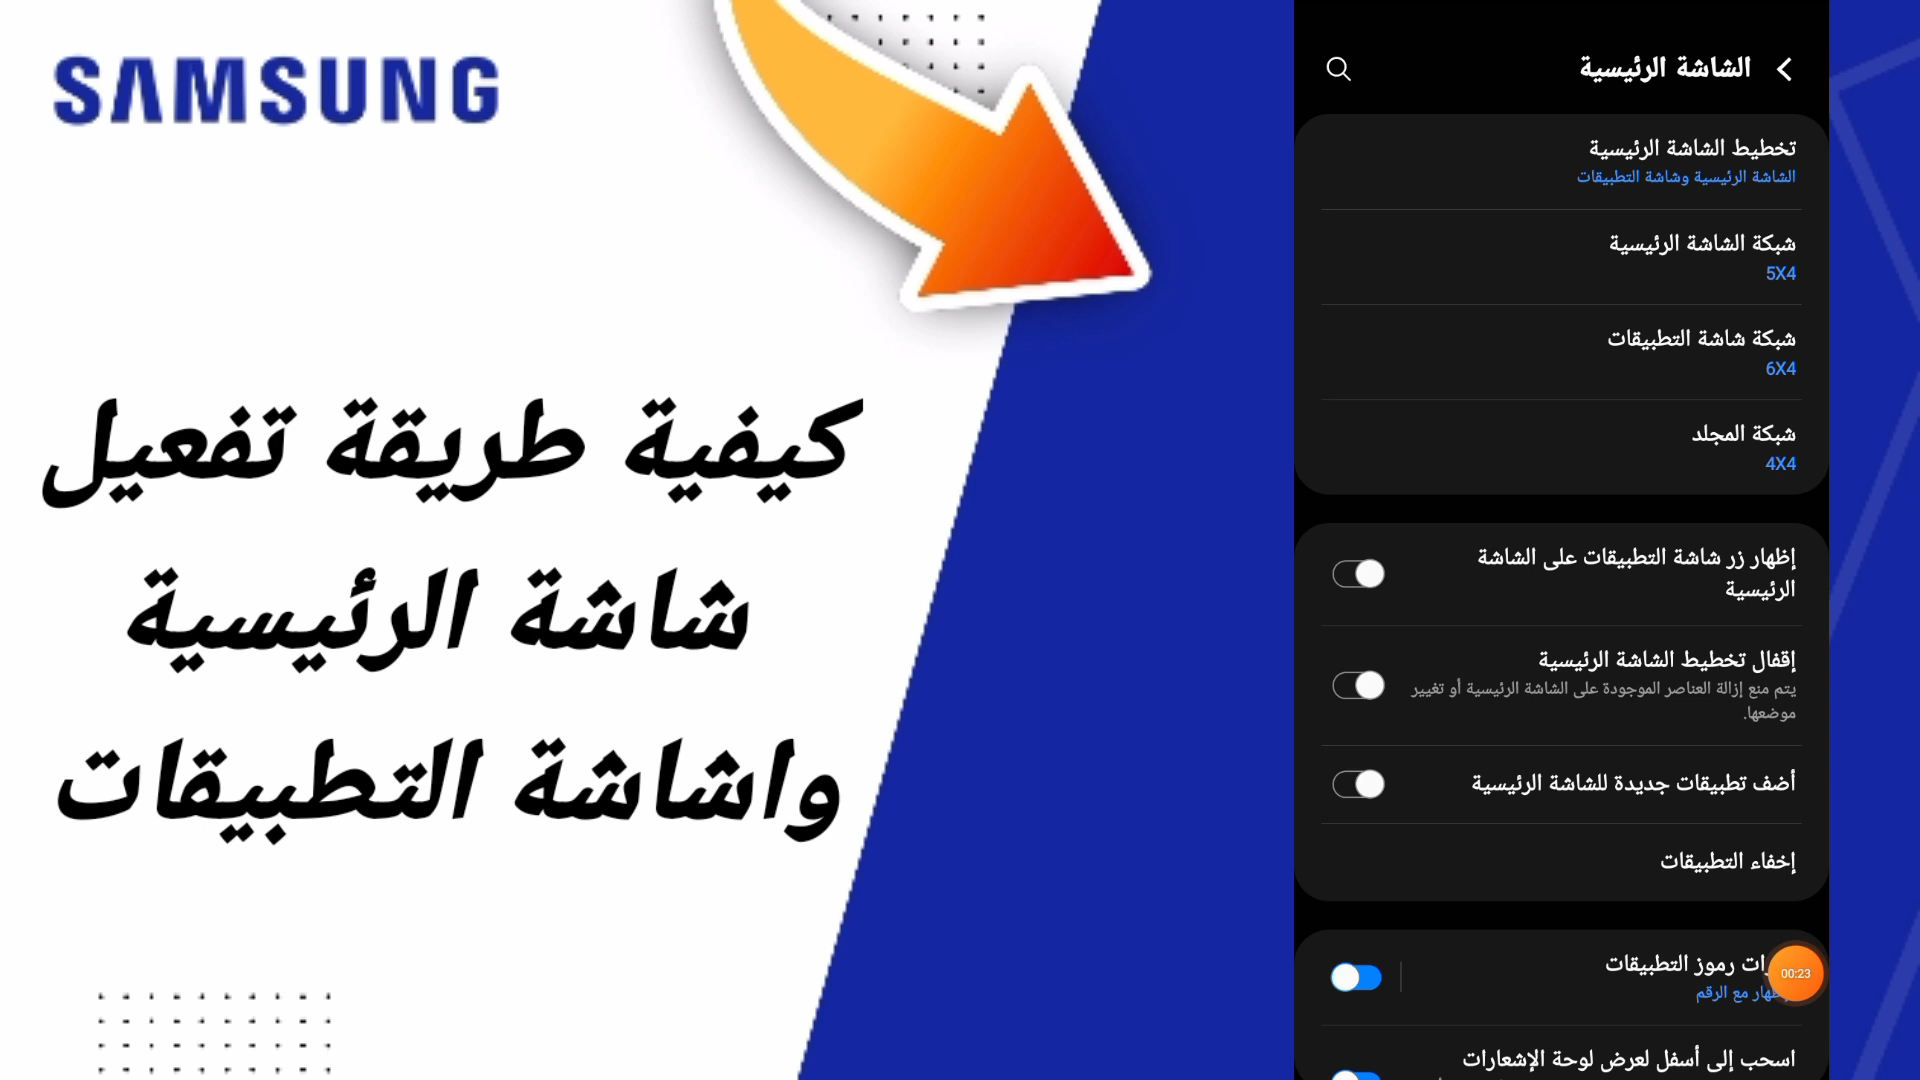 SAMSUNG
كيفية طريقة تفعيل
شاشة الرئيسية
واشاشة التطبيقات
الشاشة الرئيسية
تخطيط الشاشة الرئيسية
الشاشة الرئيسية وشاشة التطبيقات
شبكة الشاشة الرئيسية
5X4
شبكة شاشة التطبيقات
6X4
شبكة المجلد
4X4
إظهار زر شاشة التطبيقات على الشاشة
الرئيسية
إقفال تخطيط الشاشة الرئيسية
يتم منع إزالة العناصر الموجودة على الشاشة الرئيسية أو تغيير
موضعها.
أضف تطبيقات جديدة للشاشة الرئيسية
إخفاء التطبيقات
رموز التطبيقات
مع الرقم
00:23
اسحب إلى أسفل لعرض لوحة الإشعارات